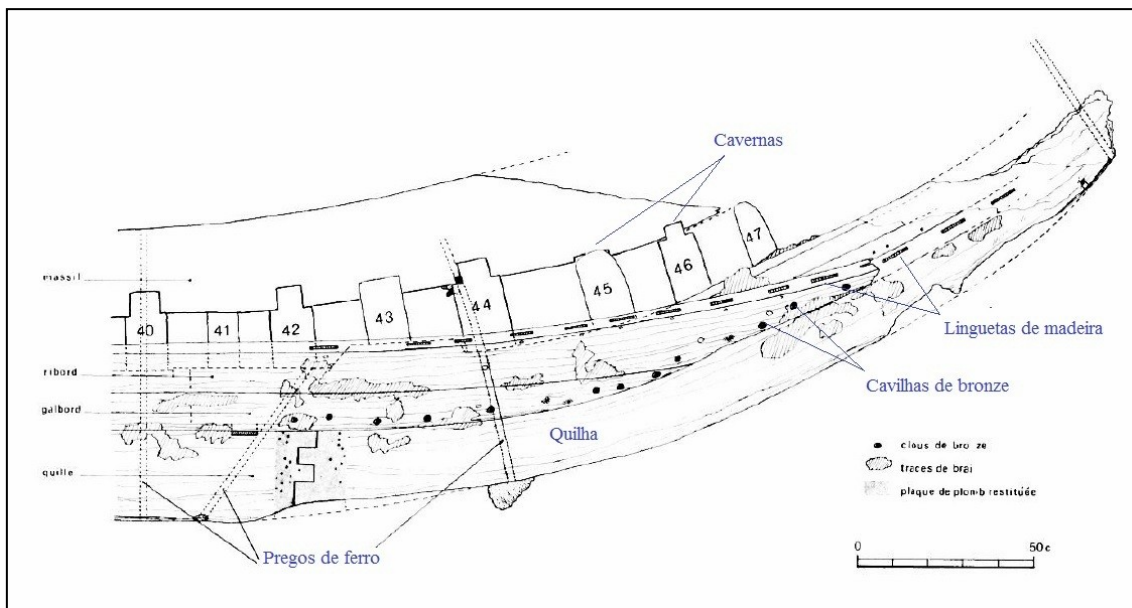 Cavernas
47
46
45
44
43
massif
40
41
42
Linguetas de madeira
ribord
Cavilhas de bronze
galbord
Quilha
clous de bronze
quille
traces de brai
plaque de plomb restituée
Pregos de ferro
0
50c